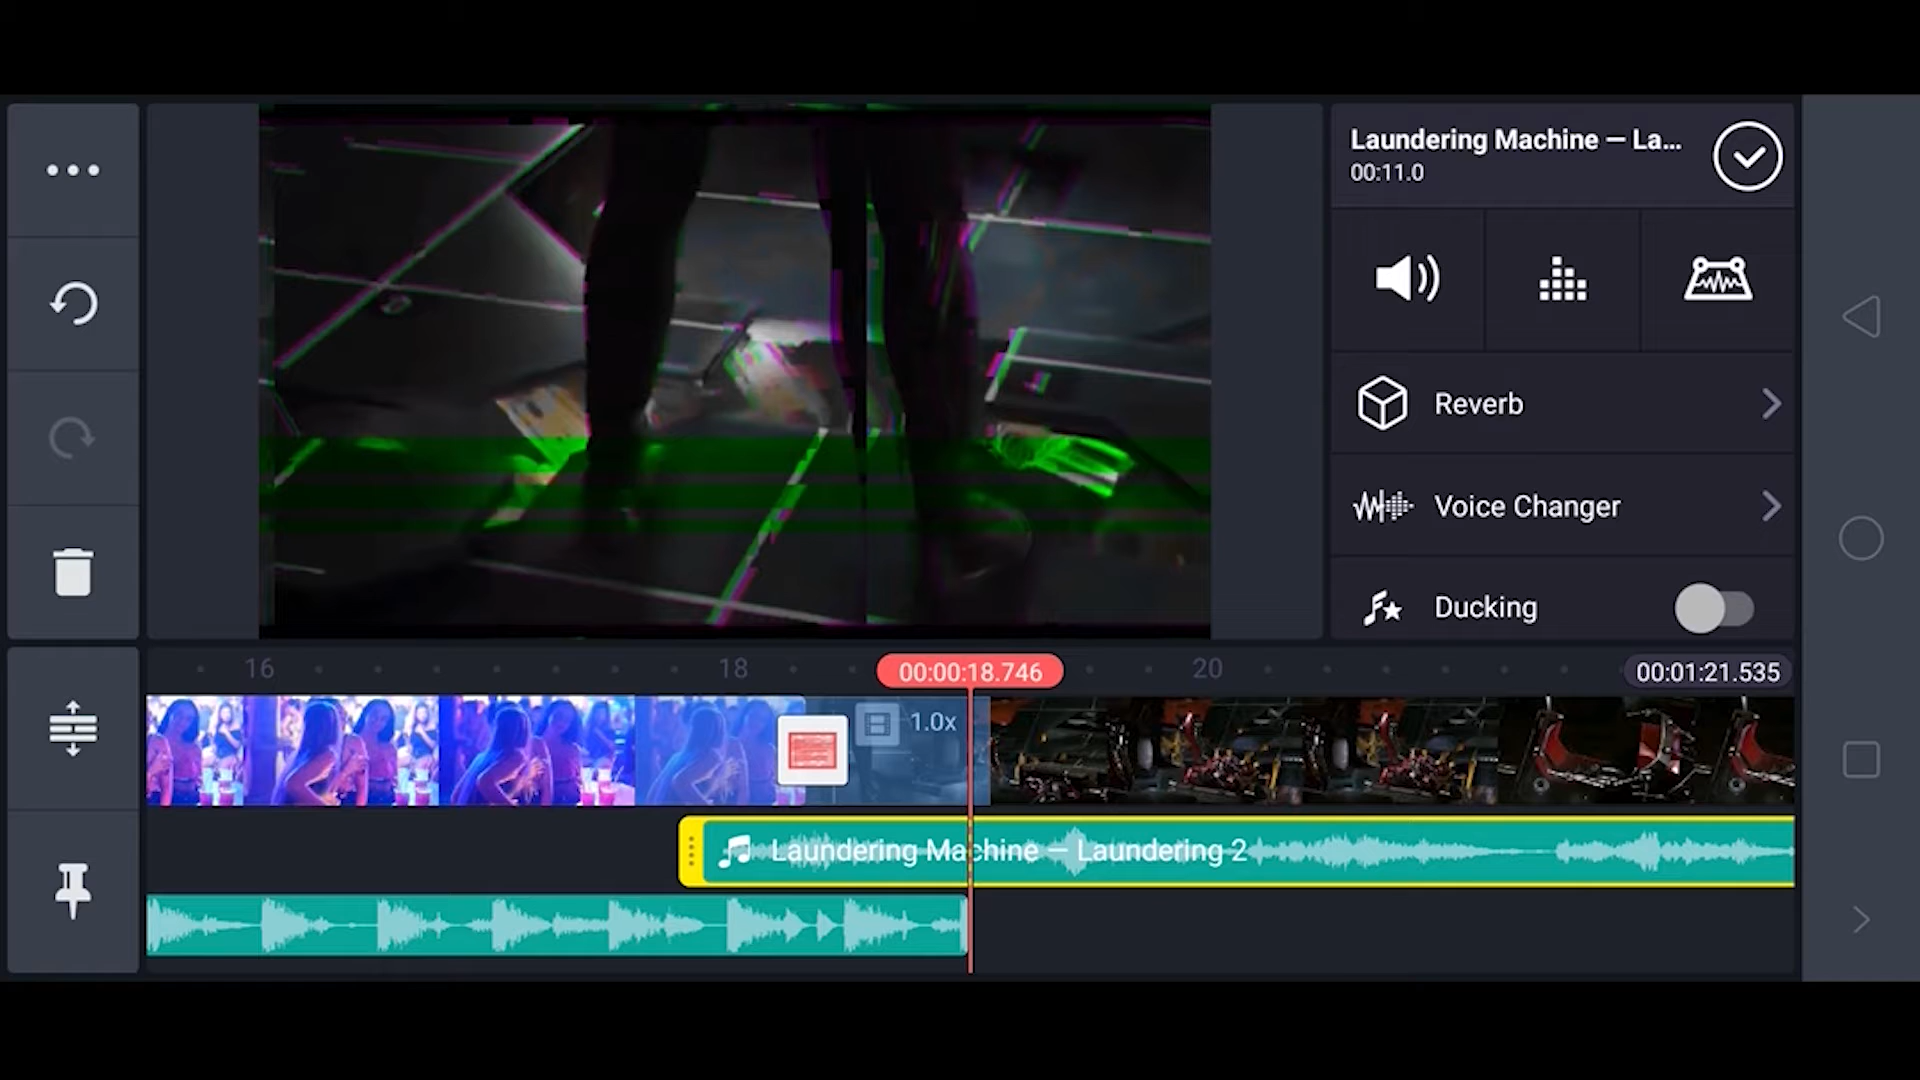 Laundering Machine — La...
00:11.0
Reverb
Voice Changer
Ducking
16
18
00:00:18.746
20
00:01:21.535
1.0x
Laundering Machine — Laundering 2